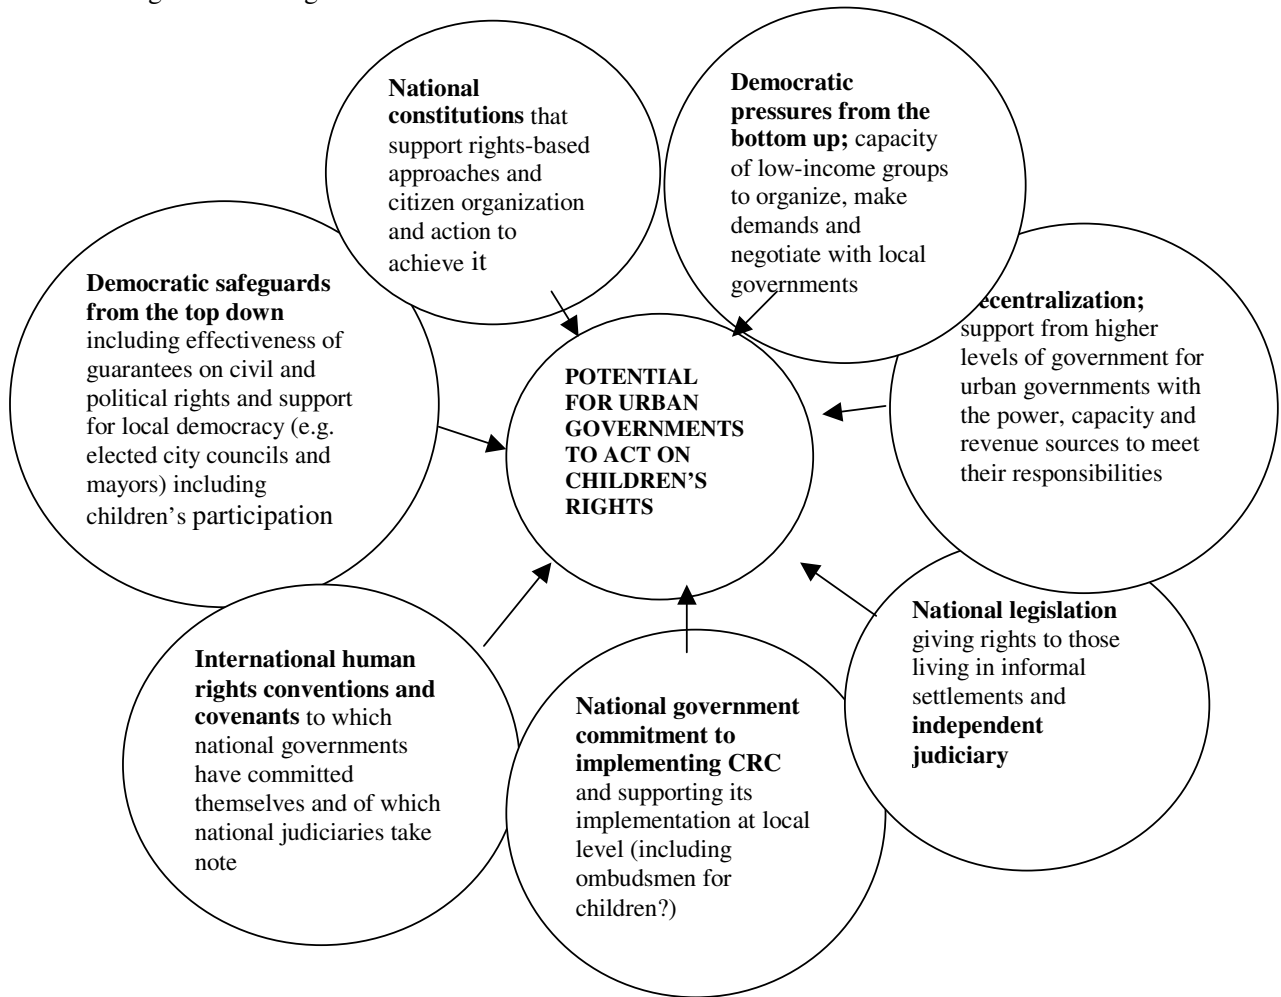 National
constitutions that
support rights-based
approaches and
citizen organization
and action to
achieve it
Democratic
pressures from the
bottom up; capacity
of low-income groups
to organize, make
demands and
negotiate with local
governments
Democratic safeguards
from the top down
including effectiveness of
guarantees on civil and
political rights and support
for local democracy (e.g.
elected city councils and
mayors) including
children’s participation
POTENTIAL
FOR URBAN
GOVERNMENTS
TO ACT ON
CHILDREN’S
RIGHTS
ecentralization;
support from higher
levels of government for
urban governments with
the power, capacity and
revenue sources to meet
their responsibilities
International human
rights conventions and
covenants to which
national governments
have committed
themselves and of which
national judiciaries take
note
National government
commitment to
implementing CRC
and supporting its
implementation at local
level (including
ombudsmen for
children?)
National legislation
giving rights to those
living in informal
settlements and
independent
judiciary